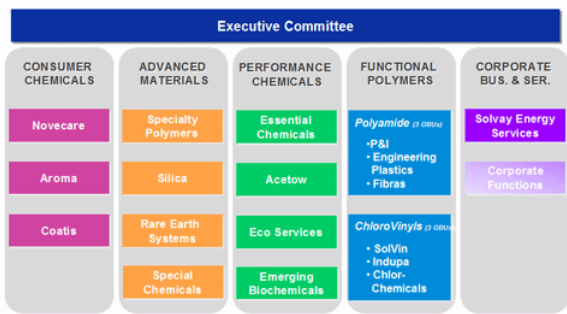 Executive Committee
CONSUMER
CHEMICALS
Novecare
Aroma
Coatis
ADVANCED
MATERIALS
Specialty
Polymers
Silica
Rare Earth
Systems
Special
Chemicals
PERFORMANCE
CHEMICALS
Essential
Chemicals
Acetow
Eco Services
Emerging
Biochemicals
FUNCTIONAL
POLYMERS
Polyamide (3 GBUs)
• P&I
• Engineering
Plastics
• Fibras
ChloroVinyls (3 GBUs)
• SolVin
• Indupa
• Chlor-
Chemicals
CORPORATE
BUS. & SER.
Solvay Energy
Services
Corporate
Functions